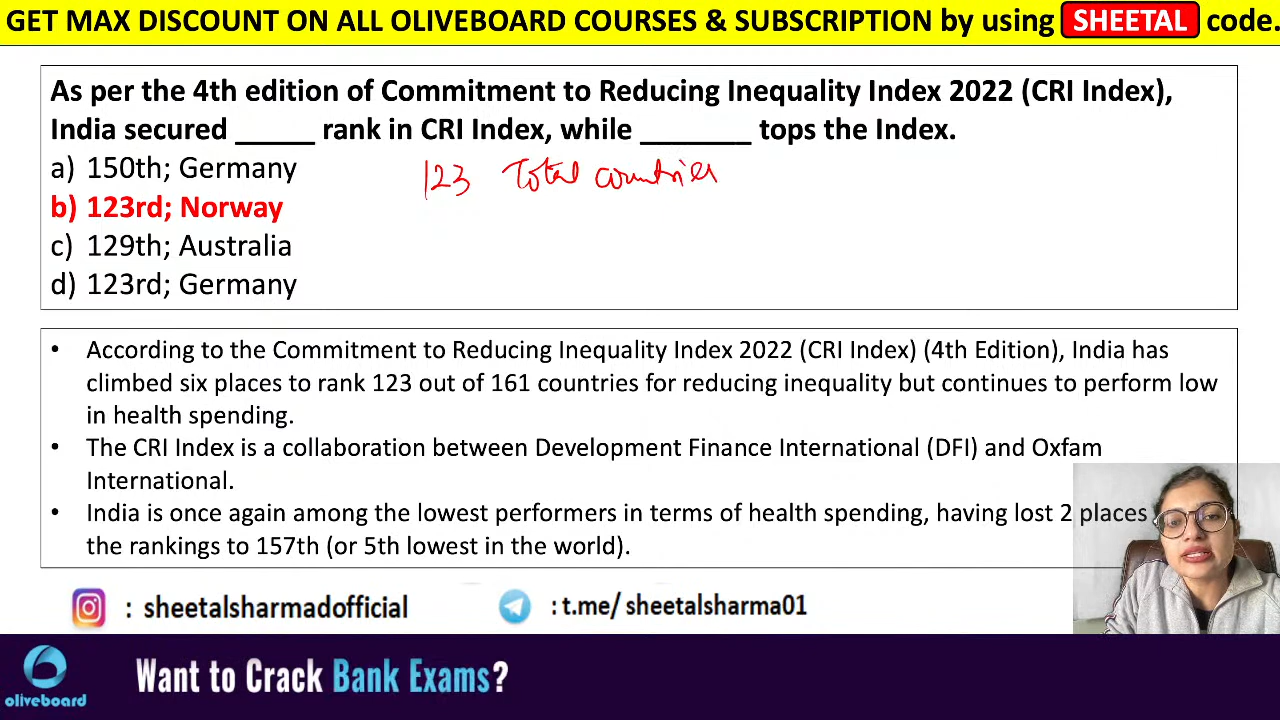 GET MAX DISCOUNT ON ALL OLIVEBOARD COURSES & SUBSCRIPTION by using SHEETAL code.
As per the 4th edition of Commitment to Reducing Inequality Index 2022 (CRI Index),
India secured _____ rank in CRI Index, while _______ tops the Index.
a) 150th; Germany
123 Total countries
b) 123rd; Norway
c) 129th; Australia
d) 123rd; Germany
• According to the Commitment to Reducing Inequality Index 2022 (CRI Index) (4th Edition), India has
climbed six places to rank 123 out of 161 countries for reducing inequality but continues to perform low
in health spending.
• The CRI Index is a collaboration between Development Finance International (DFI) and Oxfam
International.
• India is once again among the lowest performers in terms of health spending, having lost 2 places
the rankings to 157th (or 5th lowest in the world).
: sheetalsharmadofficial
: t.me/ sheetalsharma01
oliveboard
Want to Crack Bank Exams?